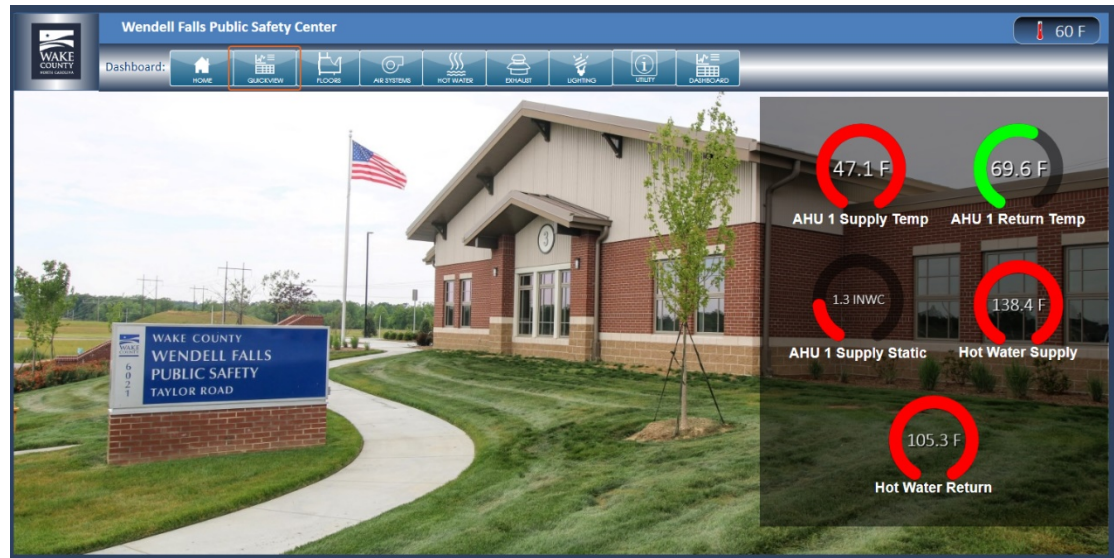 Wendell Falls Public Safety Center
60 F
WAKE
COUNTY
NORTH CAROLINA
Dashboard:
HOME
QUICKVIEW
FLOORS
AIR SYSTEMS
HOT WATER
EXHAUST
LIGHTING
UTILITY
DASHBOARD
47.1 F
AHU 1 Supply Temp
69.6 F
AHU 1 Return Temp
3
1.3 INWC
AHU 1 Supply Static
138.4 F
Hot Water Supply
WAKE
6021
WAKE COUNTY
WENDELL FALLS
PUBLIC SAFETY
TAYLOR ROAD
105.3 F
Hot Water Return